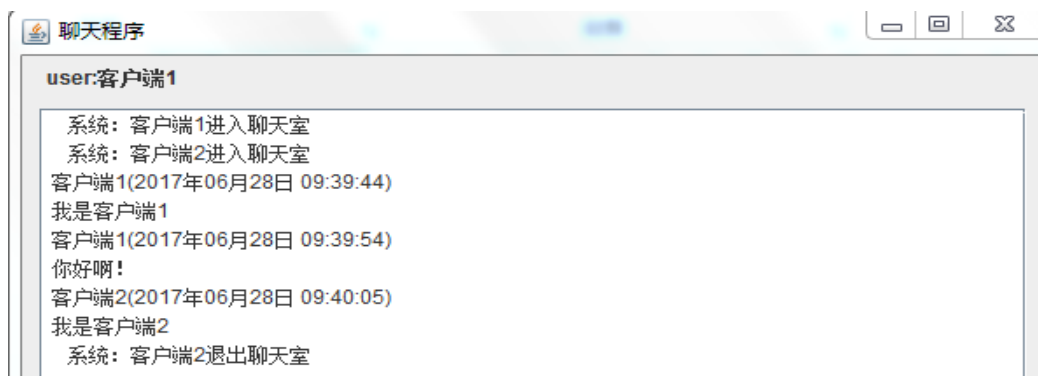 聊天程序
user:客户端1
系统：客户端1进入聊天室
系统：客户端2进入聊天室
客户端1(2017年06月28日 09:39:44)
我是客户端1
客户端1(2017年06月28日 09:39:54)
你好啊！
客户端2(2017年06月28日 09:40:05)
我是客户端2
系统：客户端2退出聊天室